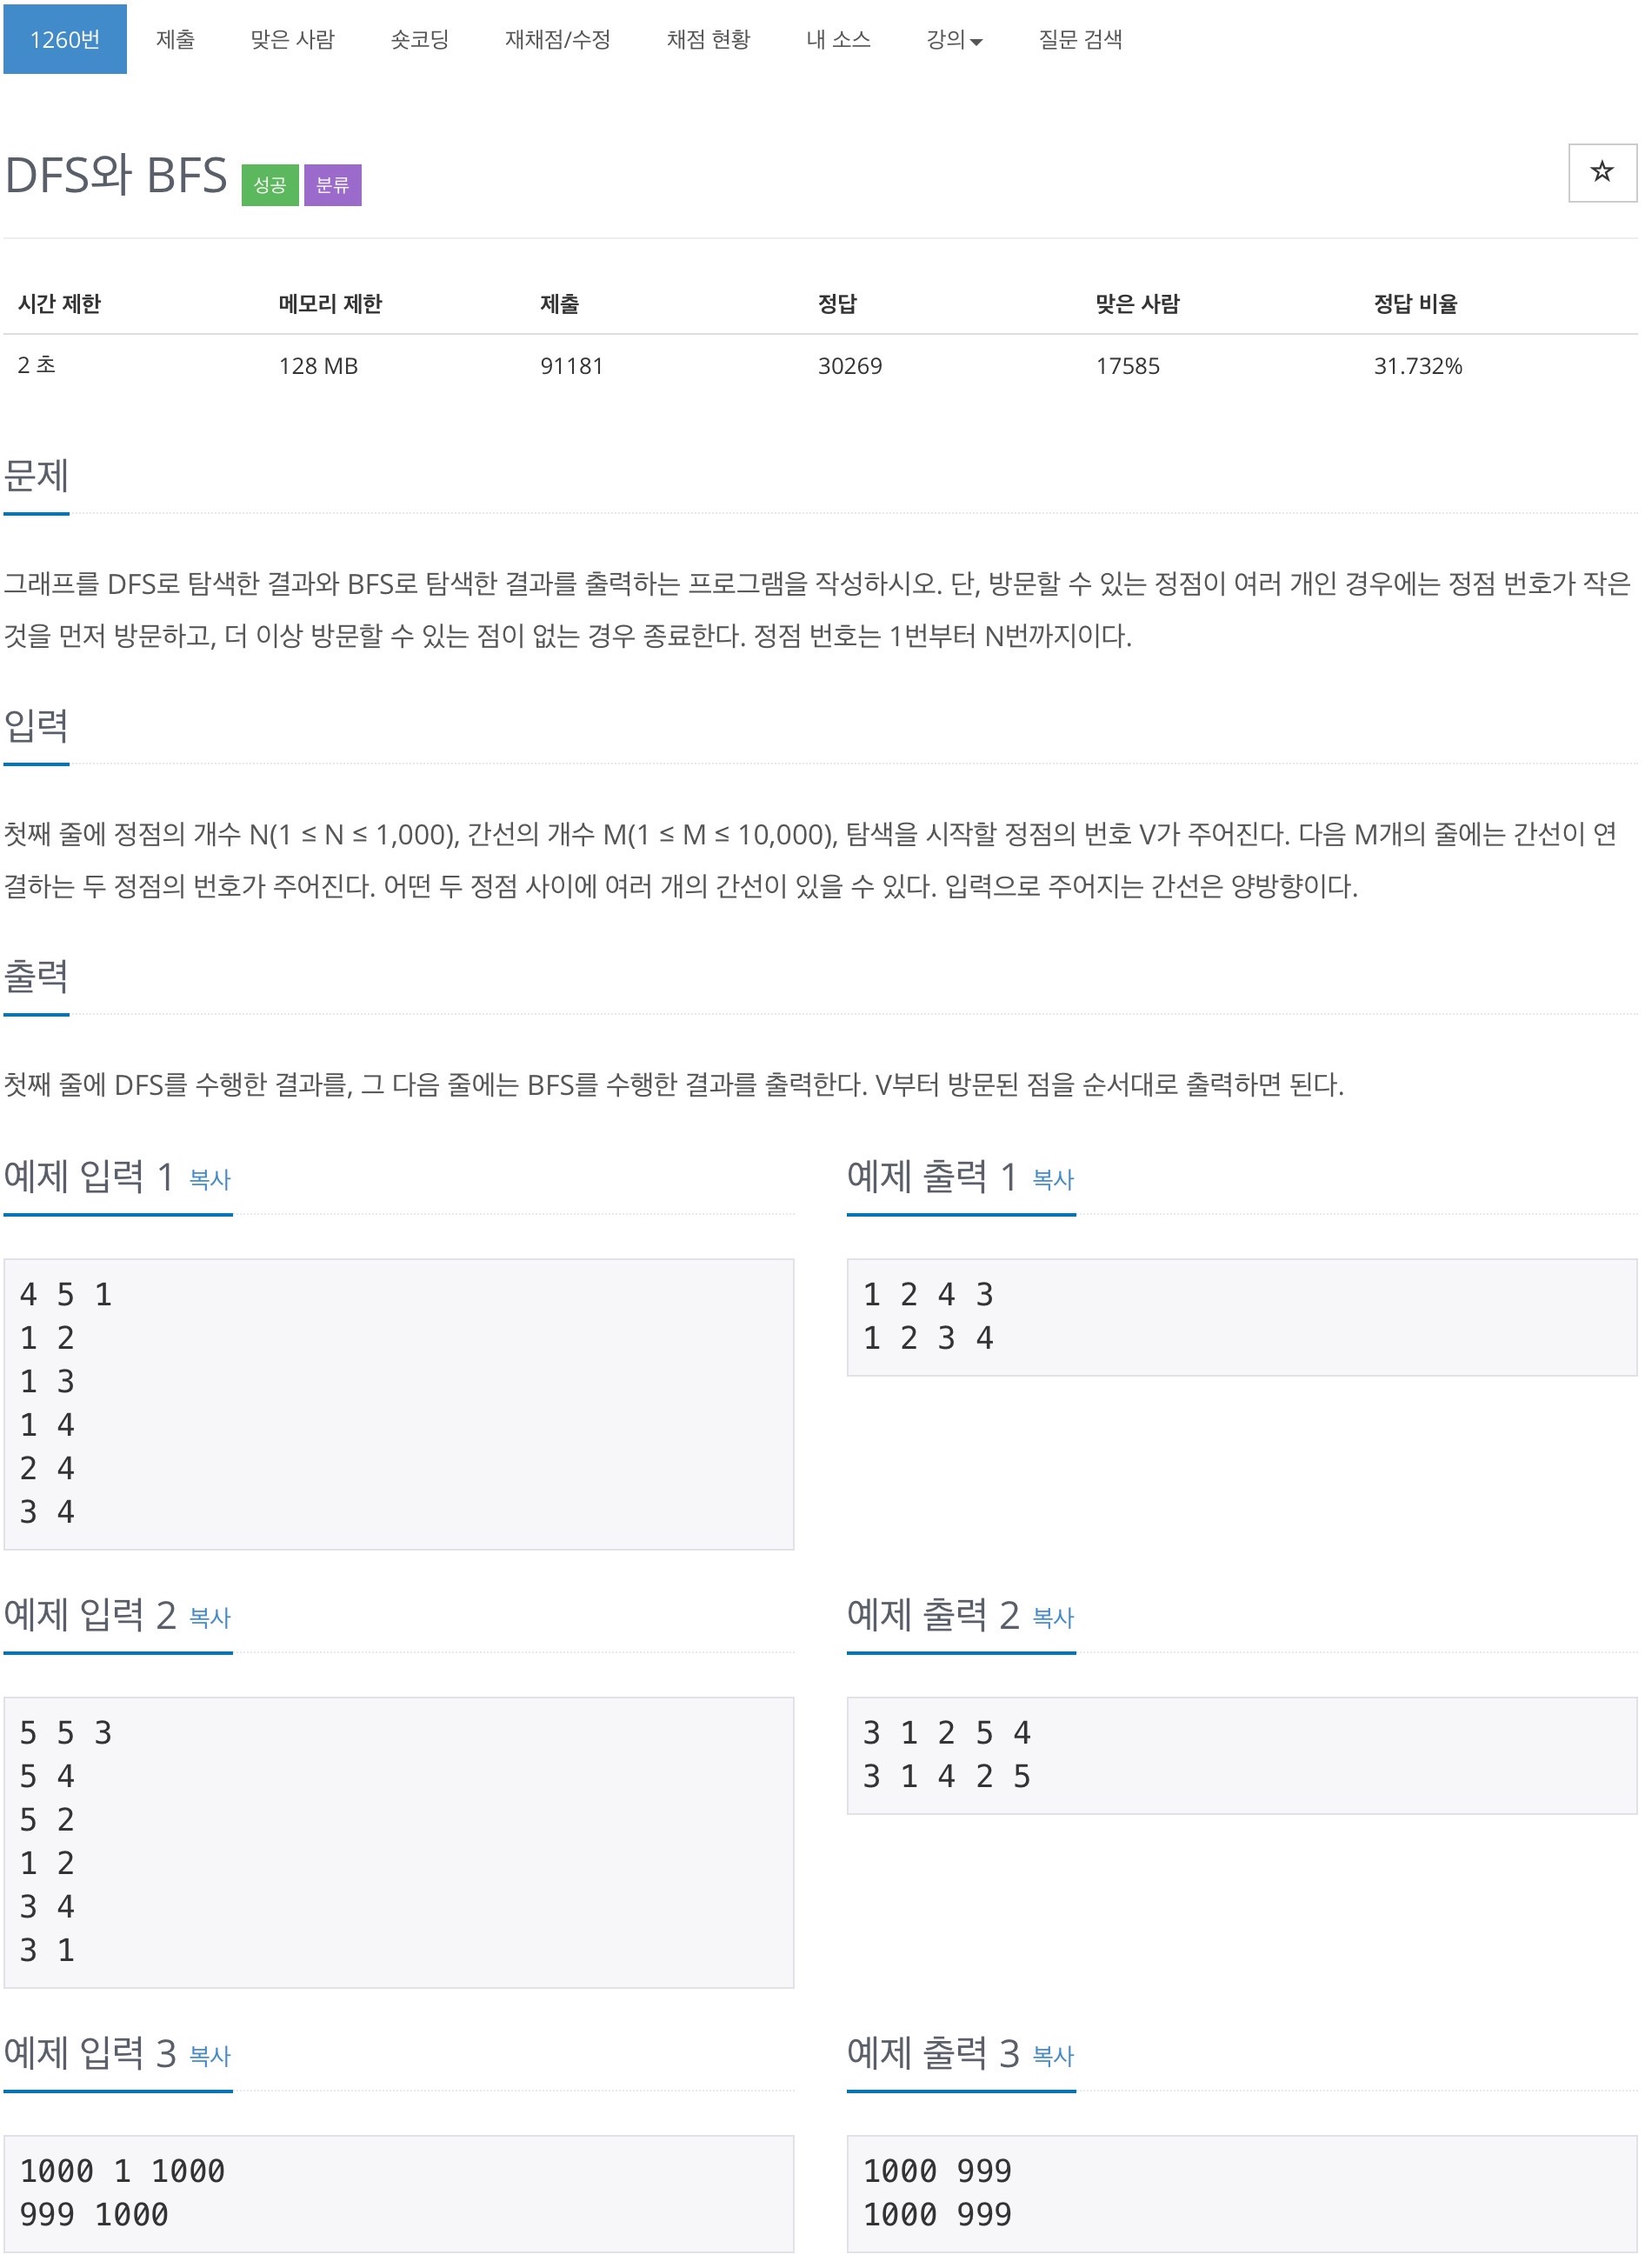 1260번 제출 맞은 사람 숏코딩 재채점/수정 채점 현황 내 소스 강의 질문 검색
DFS와 BFS 성공 분류
시간 제한 메모리 제한 제출 정답 맞은 사람 정답 비율
2 초 128 MB 91181 30269 17585 31.732%
문제
그래프를 DFS로 탐색한 결과와 BFS로 탐색한 결과를 출력하는 프로그램을 작성하시오. 단, 방문할 수 있는 정점이 여러 개인 경우에는 정점 번호가 작은
것을 먼저 방문하고, 더 이상 방문할 수 있는 점이 없는 경우 종료한다. 정점 번호는 1번부터 N번까지이다.
입력
첫째 줄에 정점의 개수 N(1 ≤ N ≤ 1,000), 간선의 개수 M(1 ≤ M ≤ 10,000), 탐색을 시작할 정점의 번호 V가 주어진다. 다음 M개의 줄에는 간선이 연
결하는 두 정점의 번호가 주어진다. 어떤 두 정점 사이에 여러 개의 간선이 있을 수 있다. 입력으로 주어지는 간선은 양방향이다.
출력
첫째 줄에 DFS를 수행한 결과를, 그 다음 줄에는 BFS를 수행한 결과를 출력한다. V부터 방문된 점을 순서대로 출력하면 된다.
예제 입력 1 복사
4 5 1
1 2
1 3
1 4
2 4
3 4
예제 출력 1 복사
1 2 4 3
1 2 3 4
예제 입력 2 복사
5 5 3
5 4
5 2
1 2
3 4
3 1
예제 출력 2 복사
3 1 2 5 4
3 1 4 2 5
예제 입력 3 복사
1000 1 1000
999 1000
예제 출력 3 복사
1000 999
1000 999